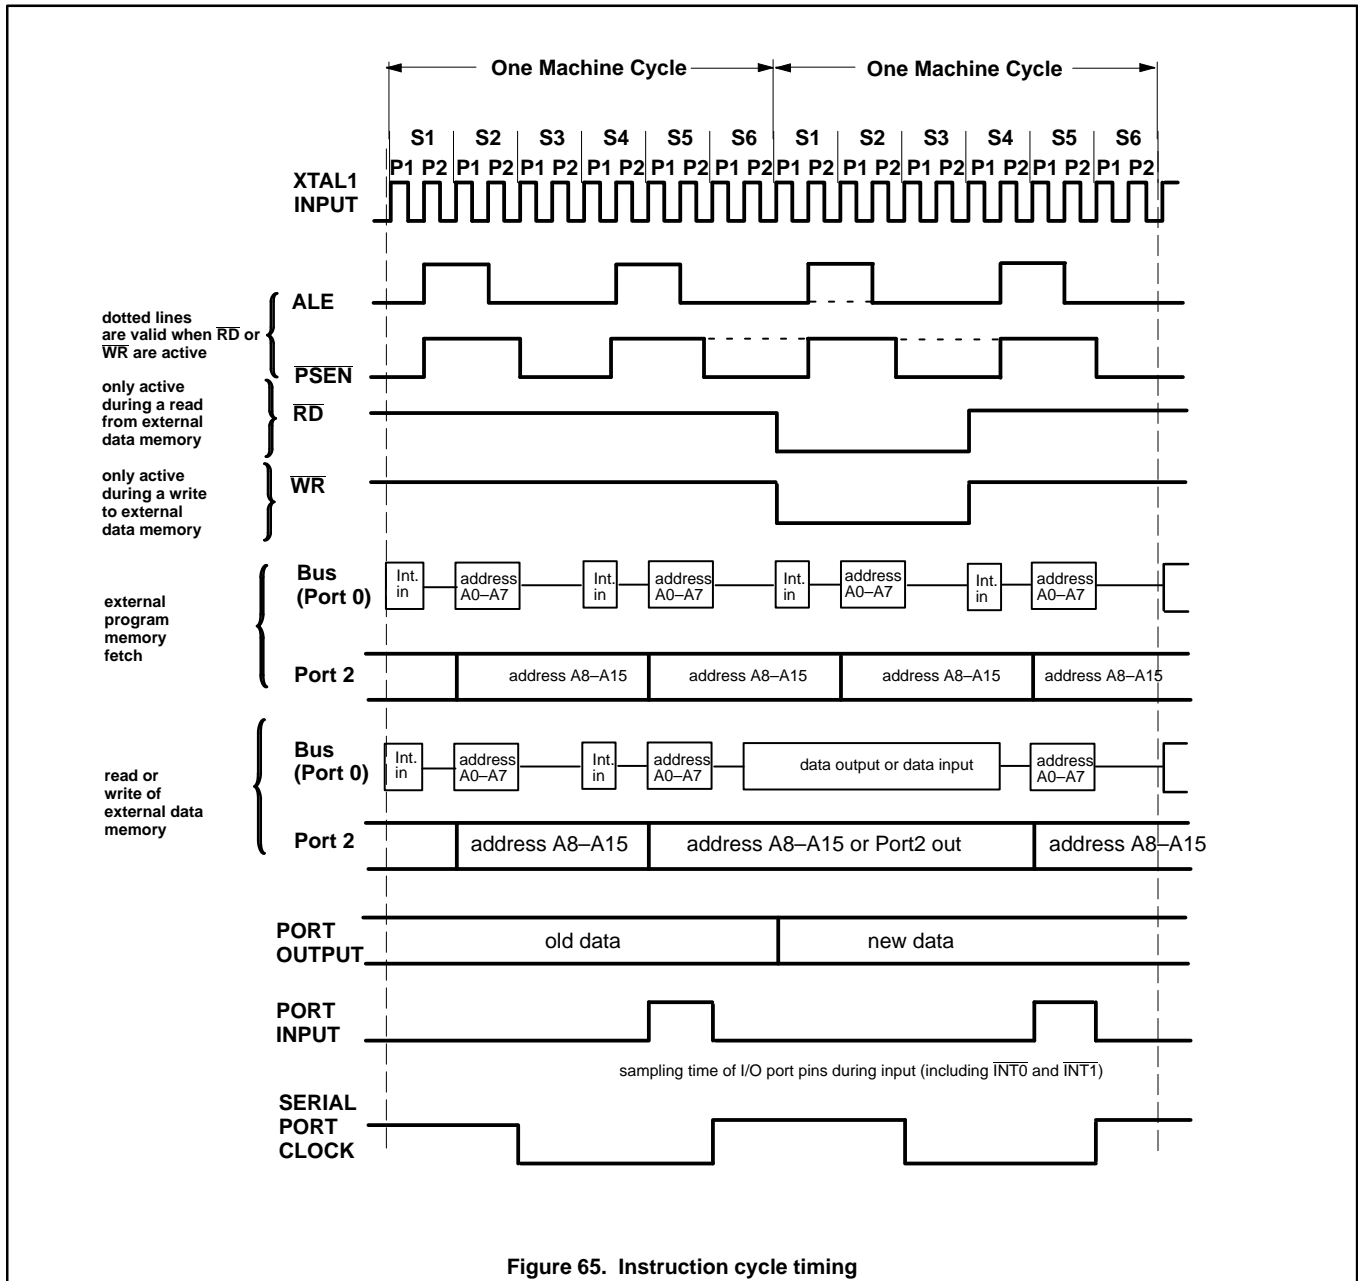 One Machine Cycle One Machine Cycle
S1 S2 S3 S4 S5 S6 S1 S2 S3 S4 S5 S6
P1 P2 P1 P2 P1 P2 P1 P2 P1 P2 P1 P2 P1 P2 P1 P2 P1 P2 P1 P2 P1 P2 P1 P2
XTAL1
INPUT
ALE
dotted lines
are valid when RD or
WR are active
PSEN
only active
during a read
from external
data memory
RD
only active
during a write
to external
data memory
WR
external
program
memory
fetch
Bus
(Port 0)
Int.
in
address
A0–A7
Int.
in
address
A0–A7
Int.
in
address
A0–A7
Int.
in
address
A0–A7
Port 2
address A8–A15 address A8–A15 address A8–A15 address A8–A15
read or
write of
external data
memory
Bus
(Port 0)
Int.
in
address
A0–A7
Int.
in
address
A0–A7
data output or data input
address
A0–A7
Port 2
address A8–A15 address A8–A15 or Port2 out address A8–A15
PORT
OUTPUT
old data new data
PORT
INPUT
sampling time of I/O port pins during input (including INT0 and INT1)
SERIAL
PORT
CLOCK
Figure 65. Instruction cycle timing